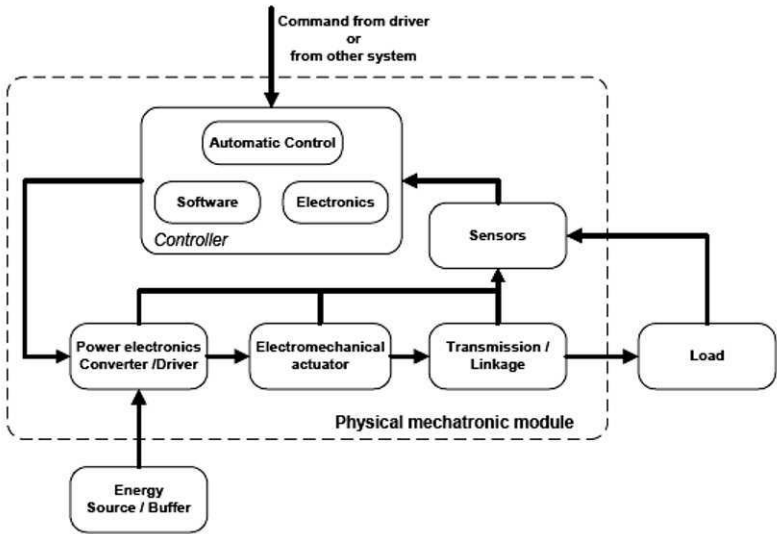 Command from driver
or
from other system
Automatic Control
Software
Electronics
Controller
Sensors
Power electronics
Converter /Driver
Electromechanical
actuator
Transmission /
Linkage
Load
Physical mechatronic module
Energy
Source / Buffer